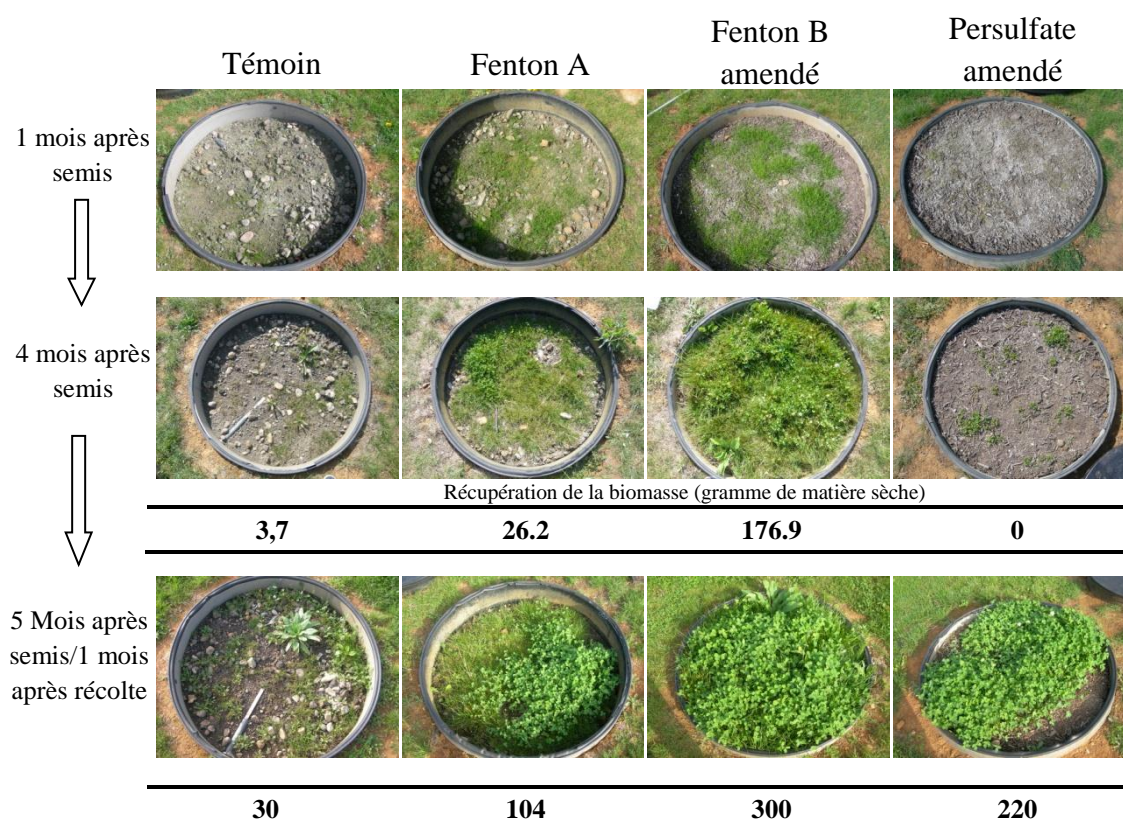 Témoin
Fenton A
Fenton B
amendé
Persulfate
amendé
1 mois après
semis
4 mois après
semis
Récupération de la biomasse (gramme de matière sèche)
3,7 26.2 176.9 0
5 Mois après
semis/1 mois
après récolte
30 104 300 220